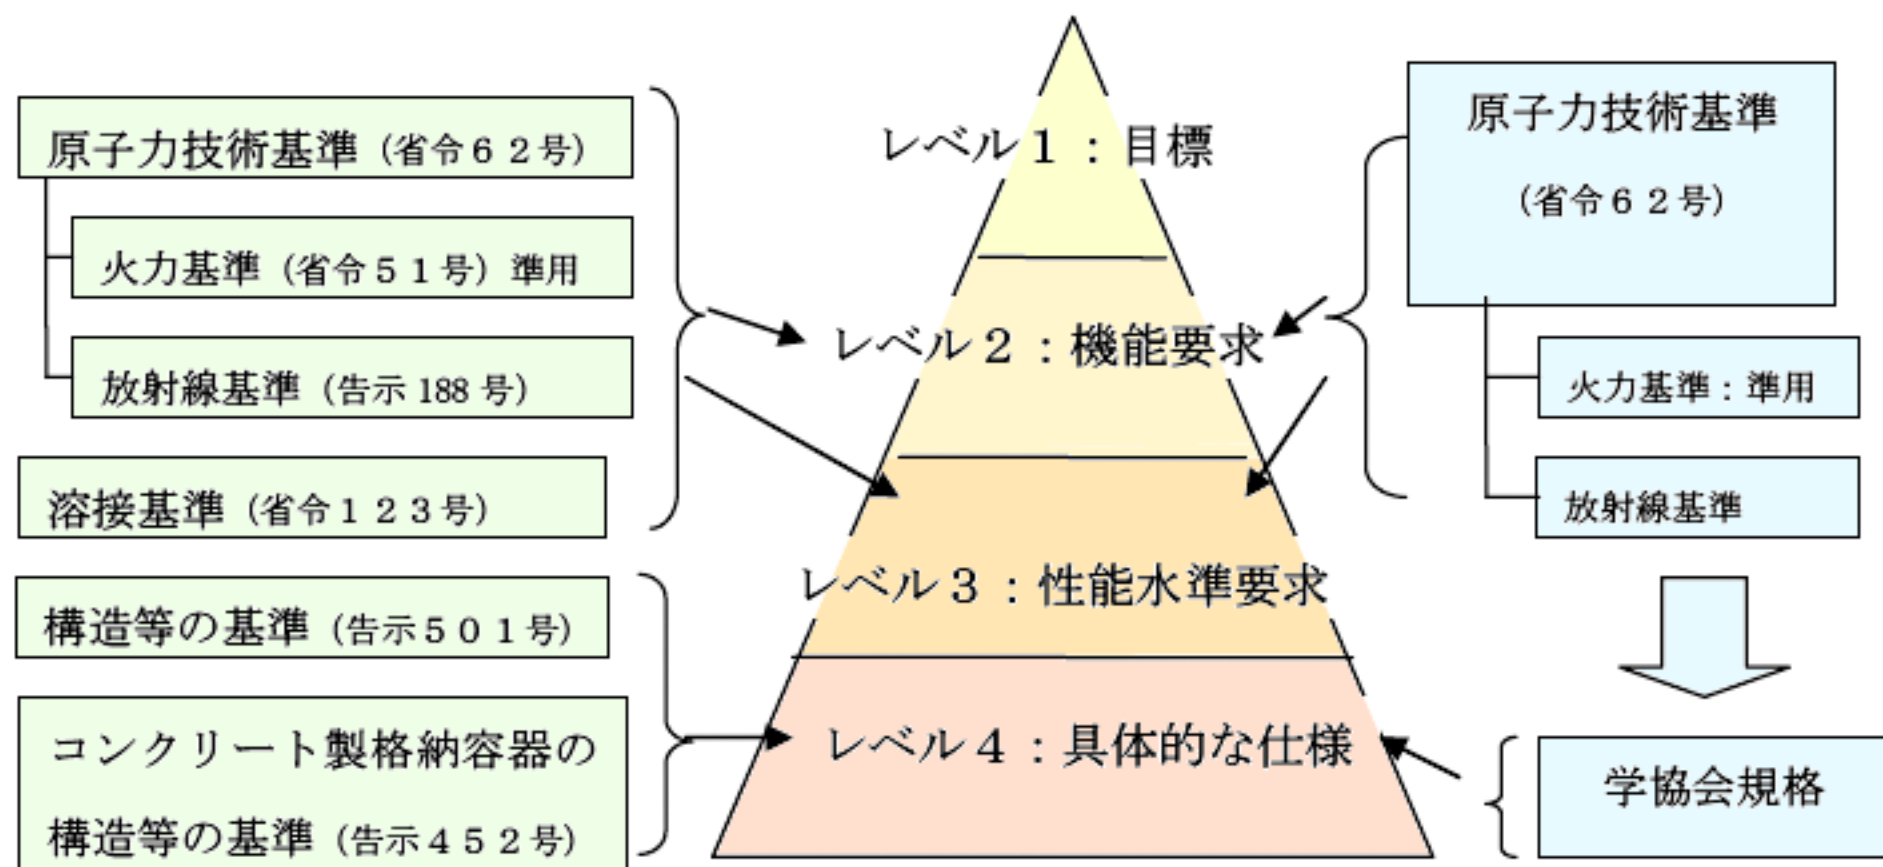 原子力技術基準（省令６２号）
火力基準（省令５１号）準用
放射線基準（告示 188 号）
溶接基準（省令１２３号）
構造等の基準（告示５０１号）
コンクリート製格納容器の
構造等の基準（告示４５２号）
レベル１：目標
レベル２：機能要求
レベル３：性能水準要求
レベル４：具体的な仕様
原子力技術基準
（省令６２号）
火力基準：準用
放射線基準
学協会規格